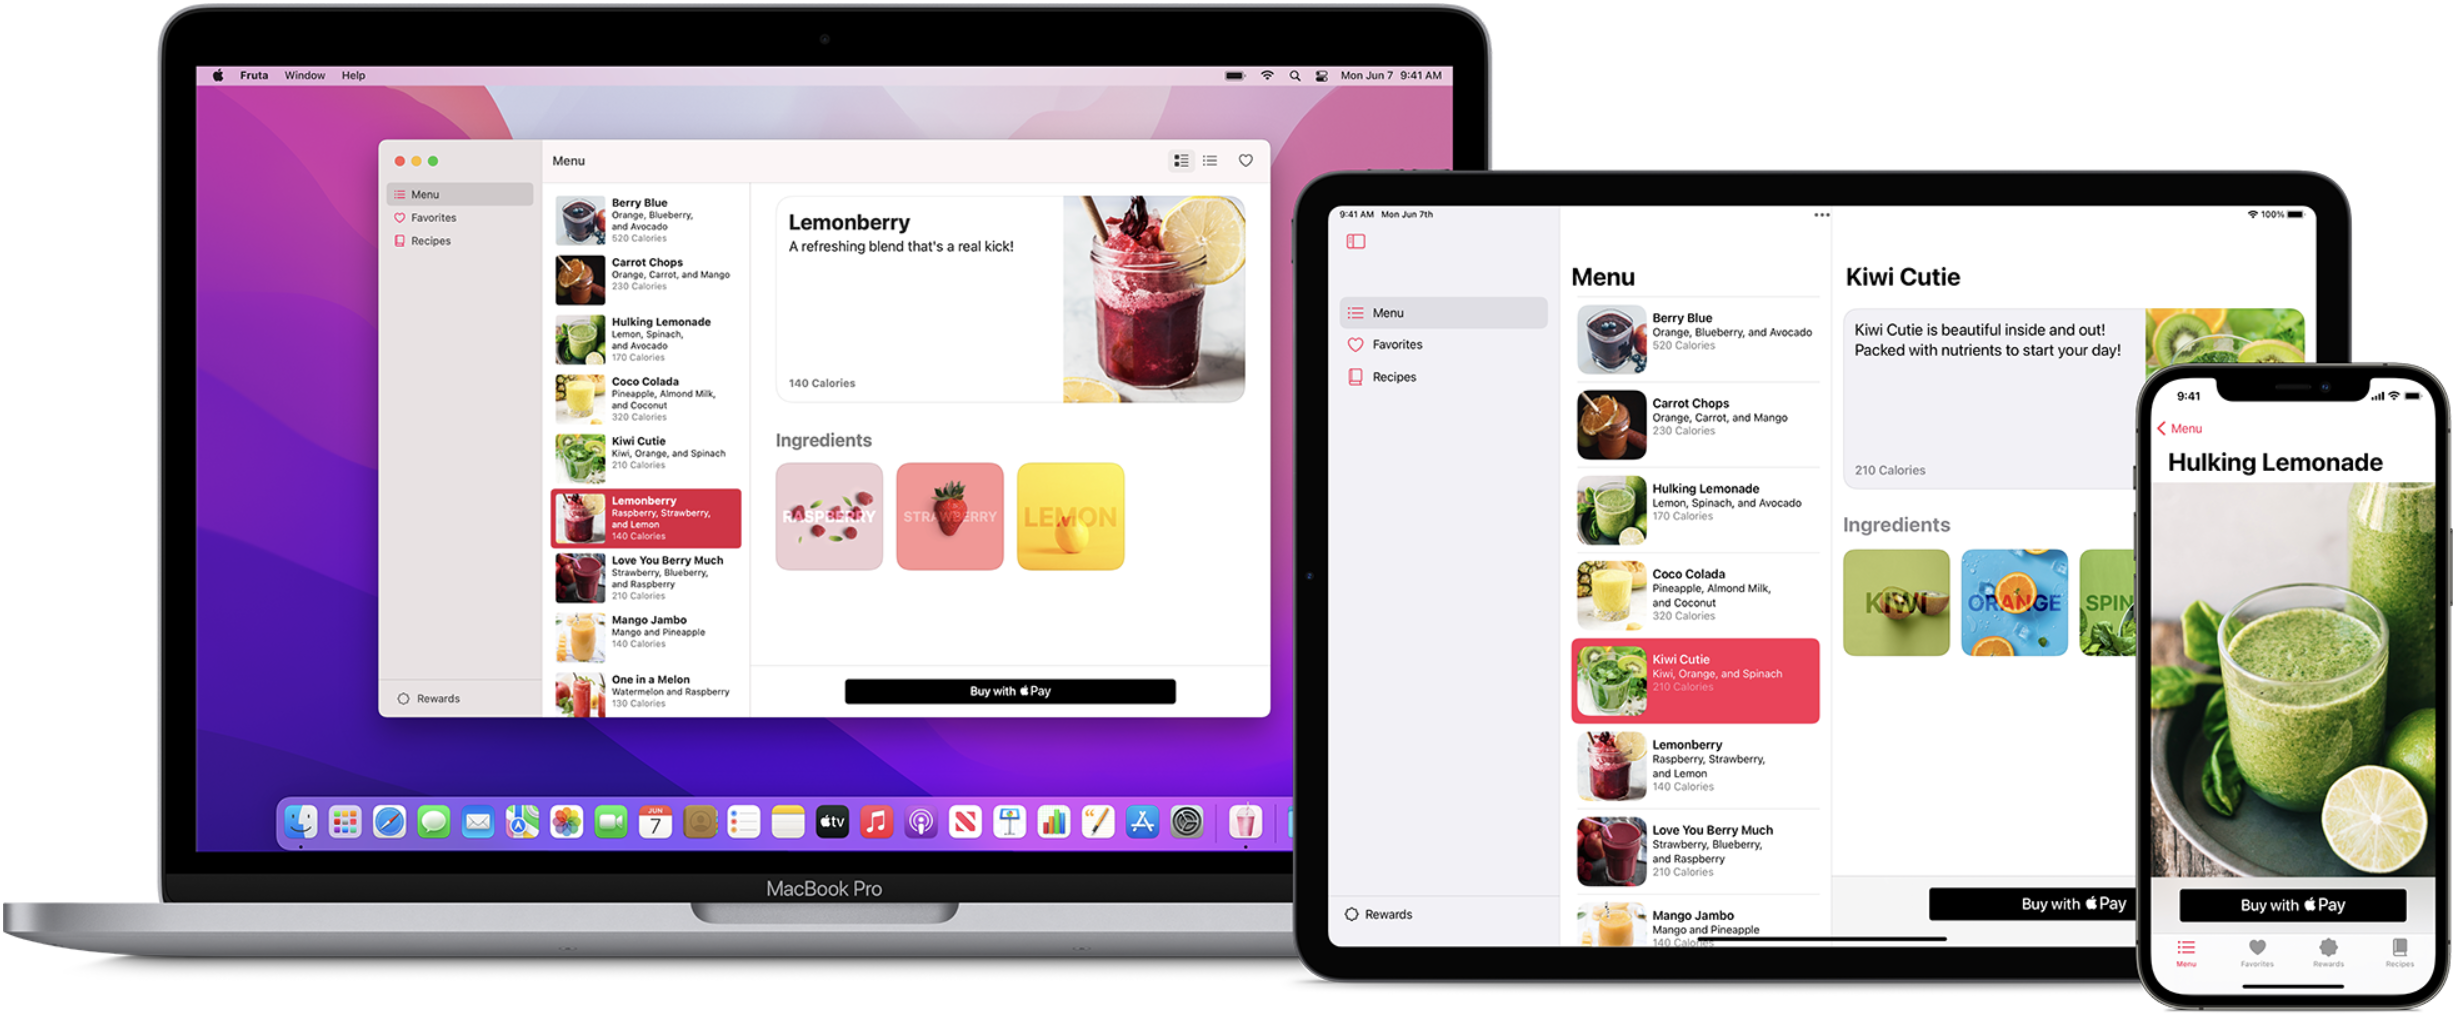 Fruta Window Help
Mon Jun 7 9:41 AM
Menu
Favorites
Recipes
Rewards
Menu
Berry Blue
Orange, Blueberry,
and Avocado
520 Calories
Carrot Chops
Orange, Carrot, and Mango
230 Calories
Hulking Lemonade
Lemon, Spinach,
and Avocado
170 Calories
Coco Colada
Pineapple, Almond Milk,
and Coconut
320 Calories
Kiwi Cutie
Kiwi, Orange, and Spinach
210 Calories
Lemonberry
Raspberry, Strawberry,
and Lemon
140 Calories
Love You Berry Much
Strawberry, Blueberry,
and Raspberry
210 Calories
Mango Jambo
Mango and Pineapple
140 Calories
One in a Melon
Watermelon and Raspberry
130 Calories
Lemonberry
A refreshing blend that's a real kick!
140 Calories
Ingredients
RASPBERRY
STRAWBERRY
LEMON
Buy with Pay
JUN
7
tv
MacBook Pro
9:41 AM Mon Jun 7th
100%
Menu
Favorites
Recipes
Rewards
Menu
Berry Blue
Orange, Blueberry, and Avocado
520 Calories
Carrot Chops
Orange, Carrot, and Mango
230 Calories
Hulking Lemonade
Lemon, Spinach, and Avocado
170 Calories
Coco Colada
Pineapple, Almond Milk,
and Coconut
320 Calories
Kiwi Cutie
Kiwi, Orange, and Spinach
210 Calories
Lemonberry
Raspberry, Strawberry,
and Lemon
140 Calories
Love You Berry Much
Strawberry, Blueberry,
and Raspberry
210 Calories
Mango Jambo
Mango and Pineapple
140 Calories
Kiwi Cutie
Kiwi Cutie is beautiful inside and out!
Packed with nutrients to start your day!
210 Calories
Ingredients
KIWI
ORANGE
SPIN
Buy with Pay
9:41
Menu
Hulking Lemonade
Buy with Pay
Menu
Favorites
Rewards
Recipes